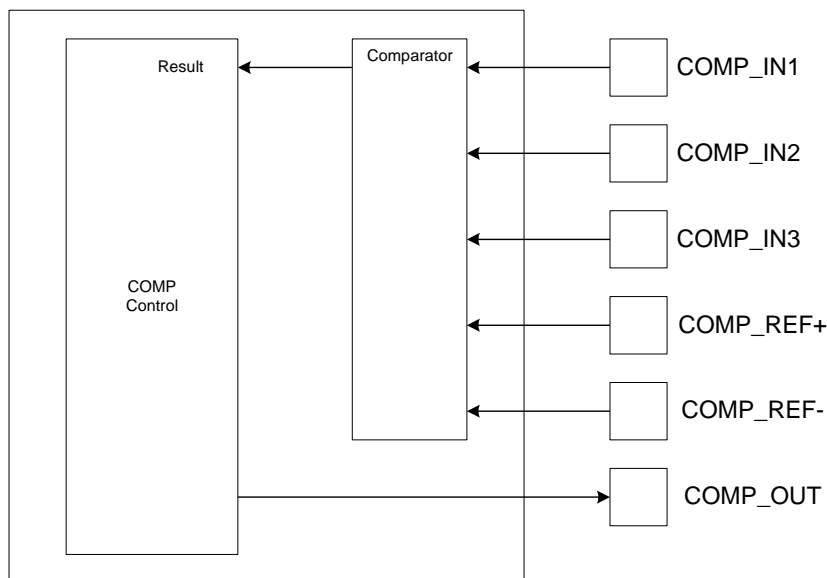 Result
Comparator
COMP_IN1
COMP_IN2
COMP_IN3
COMP
Control
COMP_REF+
COMP_REF-
COMP_OUT